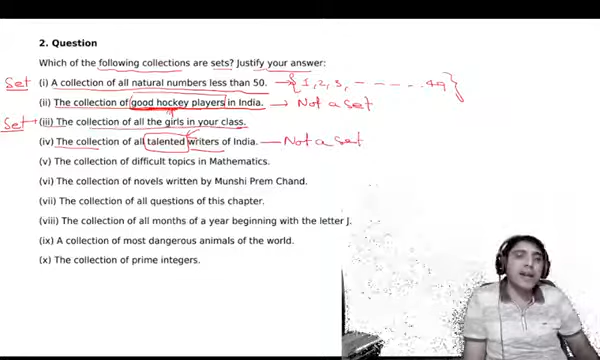 2. Question
Which of the following collections are sets? Justify your answer:
Set (i) A collection of all natural numbers less than 50. → {1, 2, 3, - - - - . . . 49}
(ii) The collection of good hockey players in India. → Not a set
Set → (iii) The collection of all the girls in your class.
(iv) The collection of all talented writers of India. — Not a set
(v) The collection of difficult topics in Mathematics.
(vi) The collection of novels written by Munshi Prem Chand.
(vii) The collection of all questions of this chapter.
(viii) The collection of all months of a year beginning with the letter J.
(ix) A collection of most dangerous animals of the world.
(x) The collection of prime integers.